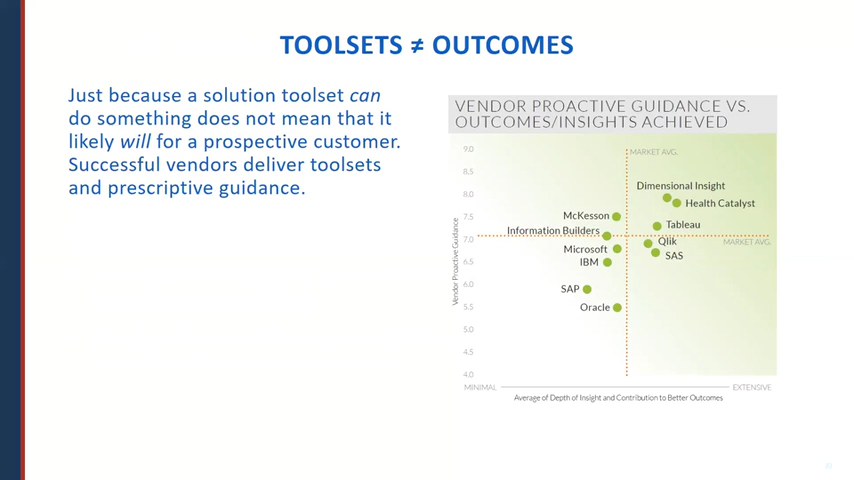 TOOLSETS ≠ OUTCOMES
Just because a solution toolset can
do something does not mean that it
likely will for a prospective customer.
Successful vendors deliver toolsets
and prescriptive guidance.
VENDOR PROACTIVE GUIDANCE VS.
OUTCOMES/INSIGHTS ACHIEVED
9.0
MARKET AVG.
8.5
Dimensional Insight
8.0
Health Catalyst
7.5
McKesson
Tableau
Information Builders
7.0
Qlik
MARKET AVG.
Microsoft
SAS
6.5
IBM
6.0
SAP
5.5
Oracle
5.0
4.5
4.0
Vendor Proactive Guidance
MINIMAL
EXTENSIVE
Average of Depth of Insight and Contribution to Better Outcomes